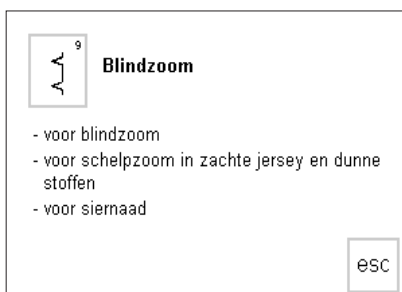 9
Blindzoom
- voor blindzoom
- voor schelpzoom in zachte jersey en dunne
stoffen
- voor siernaad
esc